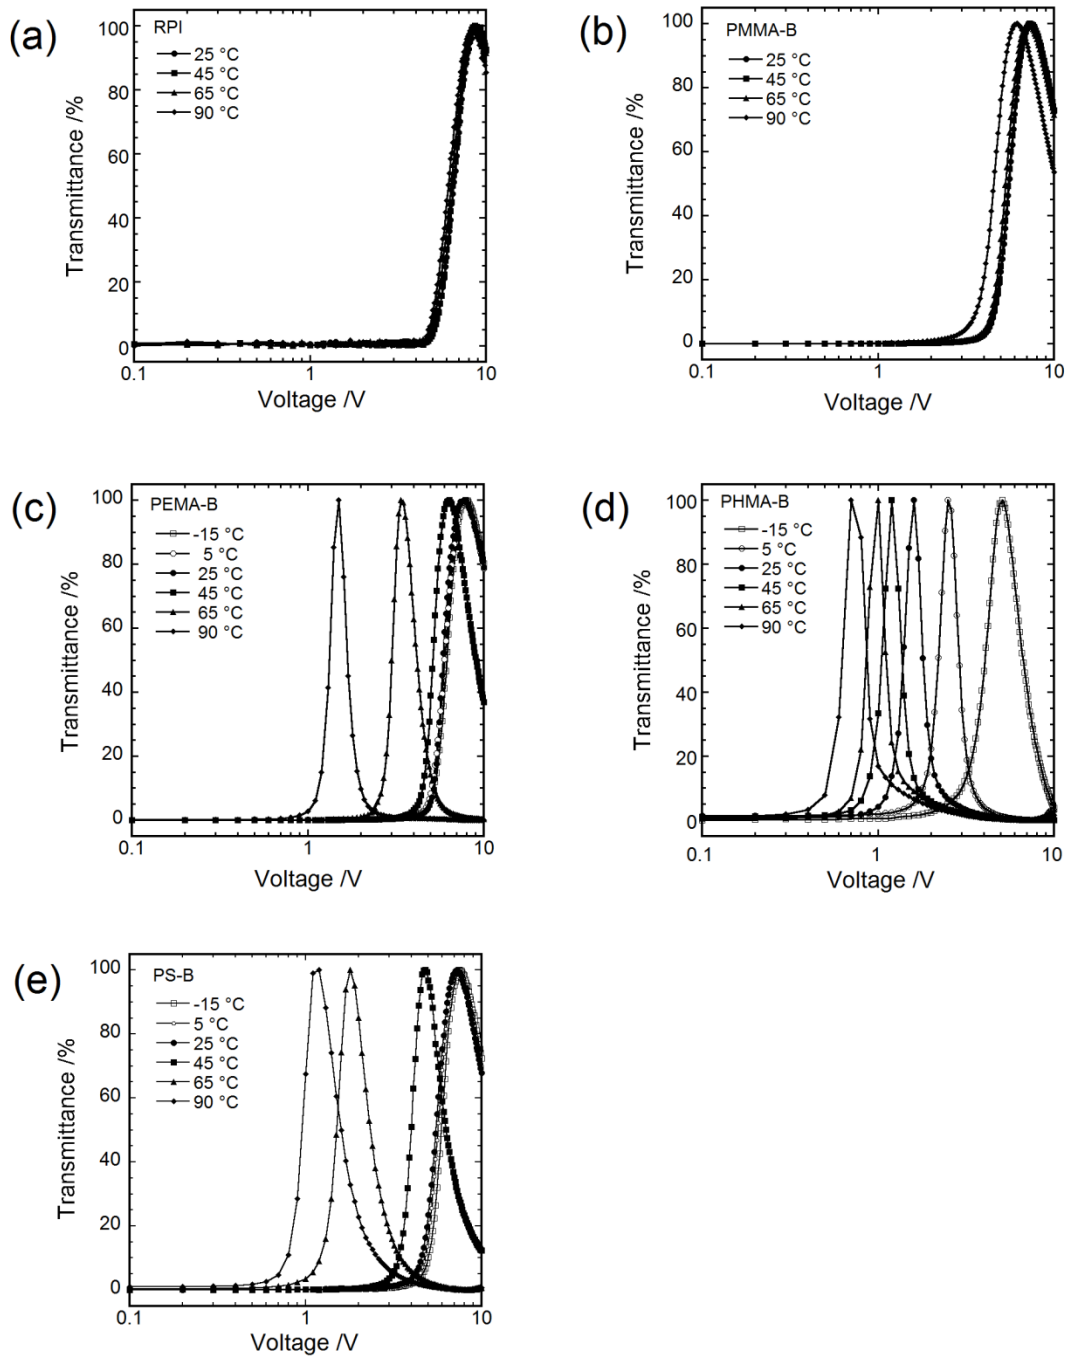 (a)
RPI
25 °C
45 °C
65 °C
90 °C
Transmittance /%
100
80
60
40
20
0
0.1
1
10
Voltage /V
(b)
PMMA-B
25 °C
45 °C
65 °C
90 °C
Transmittance /%
100
80
60
40
20
0
0.1
1
10
Voltage /V
(c)
PEMA-B
-15 °C
5 °C
25 °C
45 °C
65 °C
90 °C
Transmittance /%
100
80
60
40
20
0
0.1
1
10
Voltage /V
(d)
PHMA-B
-15 °C
5 °C
25 °C
45 °C
65 °C
90 °C
Transmittance /%
100
80
60
40
20
0
0.1
1
10
Voltage /V
(e)
PS-B
-15 °C
5 °C
25 °C
45 °C
65 °C
90 °C
Transmittance /%
100
80
60
40
20
0
0.1
1
10
Voltage /V